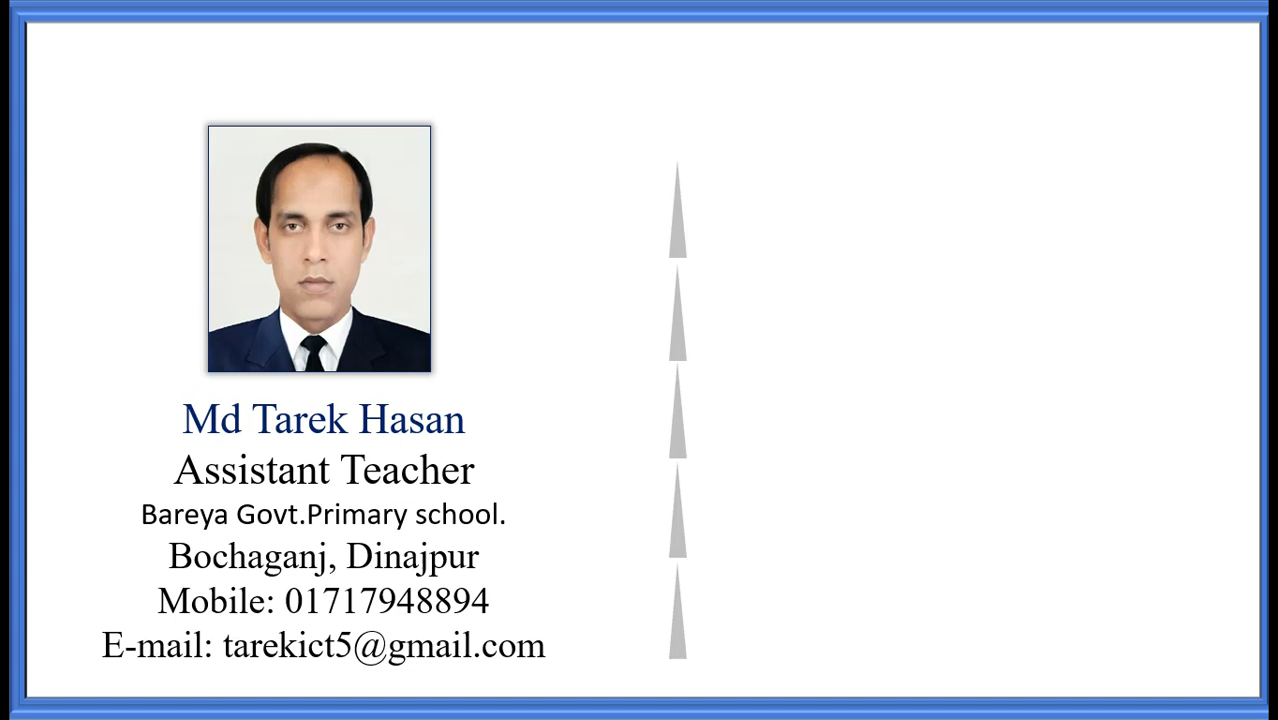 Md Tarek Hasan
Assistant Teacher
Bareya Govt.Primary school.
Bochaganj, Dinajpur
Mobile: 01717948894
E-mail: tarekict5@gmail.com